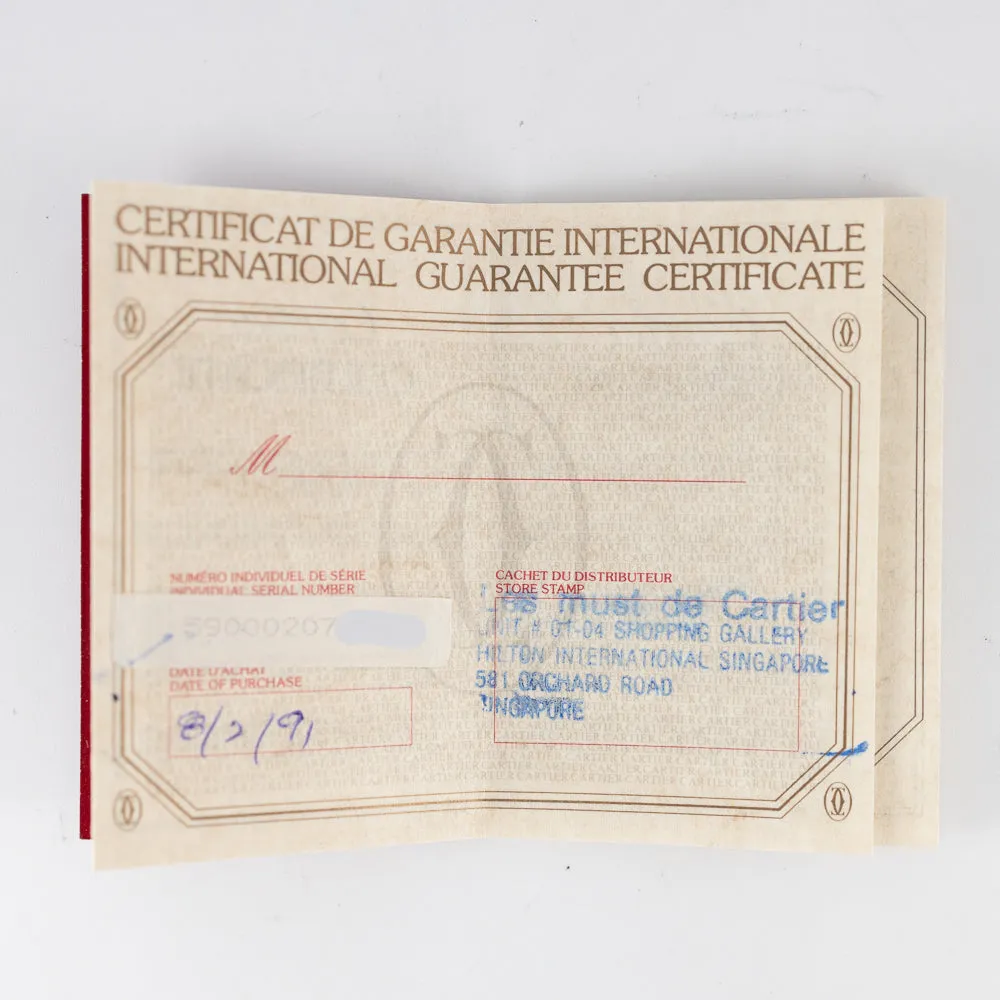 CERTIFICAT DE GARANTIE INTERNATIONALE
INTERNATIONAL GUARANTEE CERTIFICATE
M
NUMÉRO INDIVIDUEL DE SÉRIE
INDIVIDUAL SERIAL NUMBER
59000207
DATE D'ACHAT
DATE OF PURCHASE
8/2/91
CACHET DU DISTRIBUTEUR
STORE STAMP
Les must de Cartier
UNIT # 01-04 SHOPPING GALLERY
HILTON INTERNATIONAL SINGAPORE
581 ORCHARD ROAD
SINGAPORE